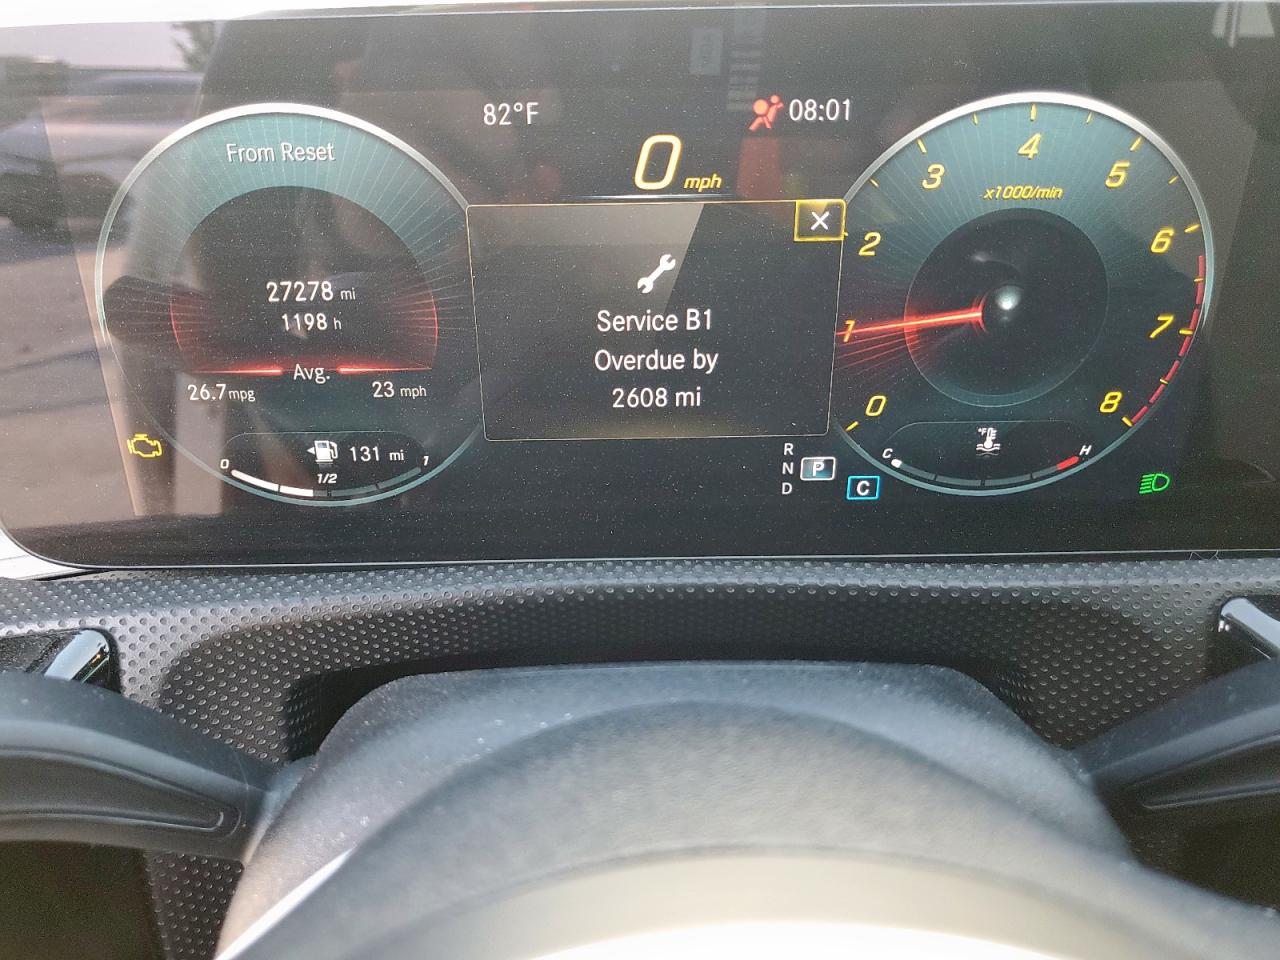 82°F
08:01
From Reset
0 mph
27278 mi
1198 h
Avg.
26.7 mpg
23 mph
0
1/2
1
131 mi
Service B1
Overdue by
2608 mi
R
N
D
P
C
0
1
2
3
4
5
6
7
8
x1000/min
°F
C
H